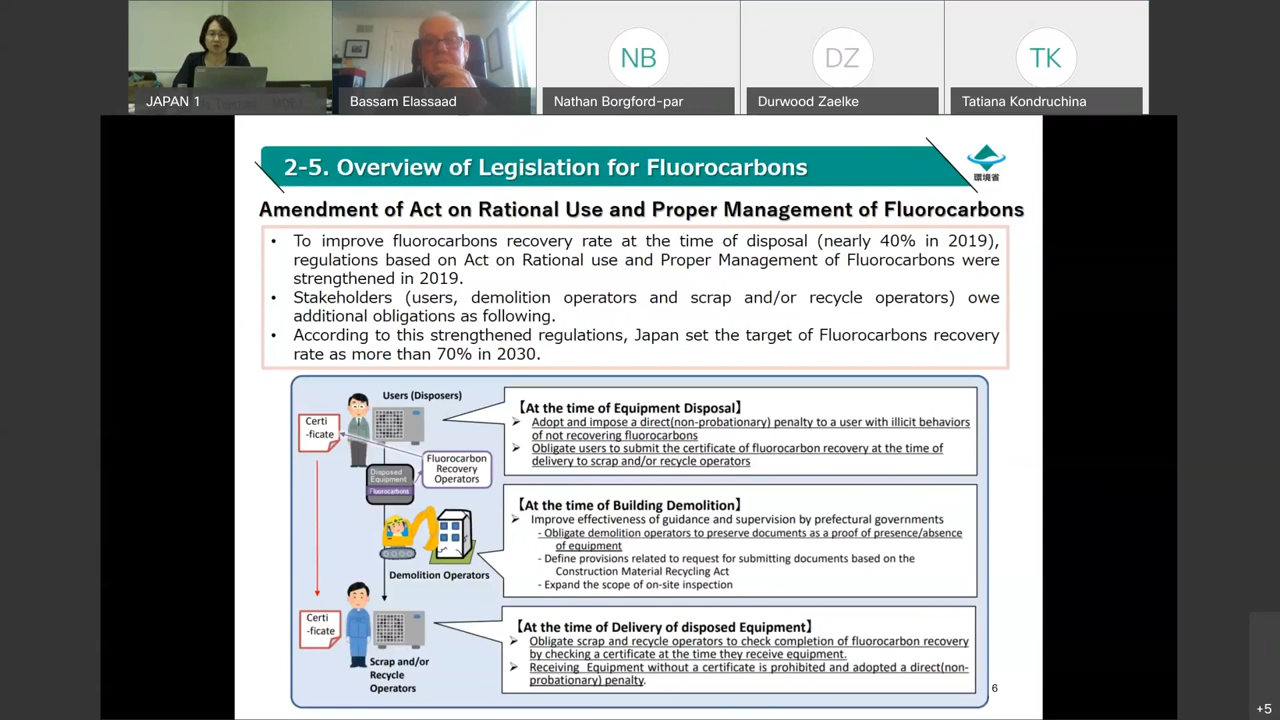 NB
DZ
TK
JAPAN 1
Bassam Elassaad
Nathan Borgford-par
Durwood Zaelke
Tatiana Kondruchina
2-5. Overview of Legislation for Fluorocarbons
環境省
Amendment of Act on Rational Use and Proper Management of Fluorocarbons
• To improve fluorocarbons recovery rate at the time of disposal (nearly 40% in 2019),
regulations based on Act on Rational use and Proper Management of Fluorocarbons were
strengthened in 2019.
• Stakeholders (users, demolition operators and scrap and/or recycle operators) owe
additional obligations as following.
• According to this strengthened regulations, Japan set the target of Fluorocarbons recovery
rate as more than 70% in 2030.
Users (Disposers)
Certi
-ficate
Fluorocarbon
Recovery
Operators
Disposed
Equipment
Fluorocarbons
【At the time of Equipment Disposal】
➢ Adopt and impose a direct(non-probationary) penalty to a user with illicit behaviors
of not recovering fluorocarbons
➢ Obligate users to submit the certificate of fluorocarbon recovery at the time of
delivery to scrap and/or recycle operators
Demolition Operators
【At the time of Building Demolition】
➢ Improve effectiveness of guidance and supervision by prefectural governments
- Obligate demolition operators to preserve documents as a proof of presence/absence
of equipment
- Define provisions related to request for submitting documents based on the
Construction Material Recycling Act
- Expand the scope of on-site inspection
Certi
-ficate
Scrap and/or
Recycle
Operators
【At the time of Delivery of disposed Equipment】
➢ Obligate scrap and recycle operators to check completion of fluorocarbon recovery
by checking a certificate at the time they receive equipment.
➢ Receiving Equipment without a certificate is prohibited and adopted a direct(non-
probationary) penalty.
6
+5